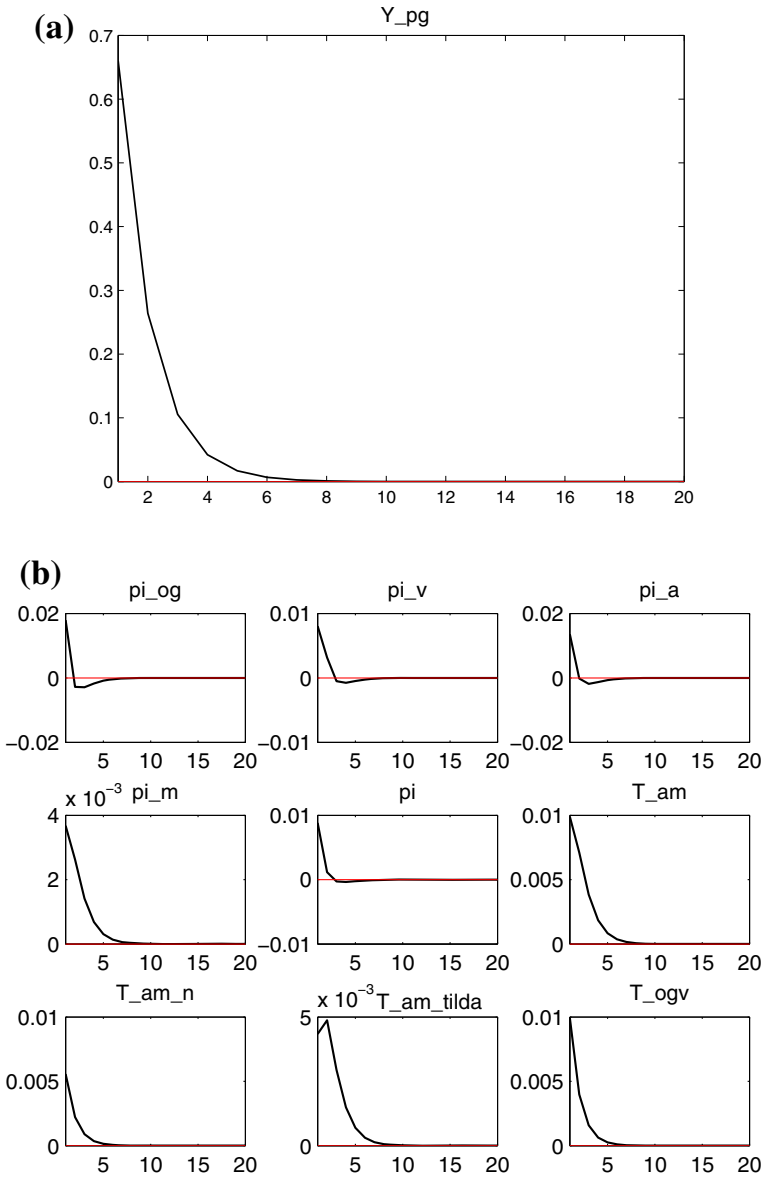 (a)
Y_pg
0.7
0.6
0.5
0.4
0.3
0.2
0.1
0
2 4 6 8 10 12 14 16 18 20
(b)
pi_og pi_v pi_a
0.02 0.01 0.02
0 0 0
−0.02 −0.01 −0.02
5 10 15 20 5 10 15 20 5 10 15 20
x 10⁻³ pi_m pi T_am
4 0.01 0.01
2 0 0.005
0 −0.01 0
5 10 15 20 5 10 15 20 5 10 15 20
T_am_n x 10⁻³ T_am_tilda T_ogv
0.01 5 0.01
0.005 0.005
0 0 0
5 10 15 20 5 10 15 20 5 10 15 20